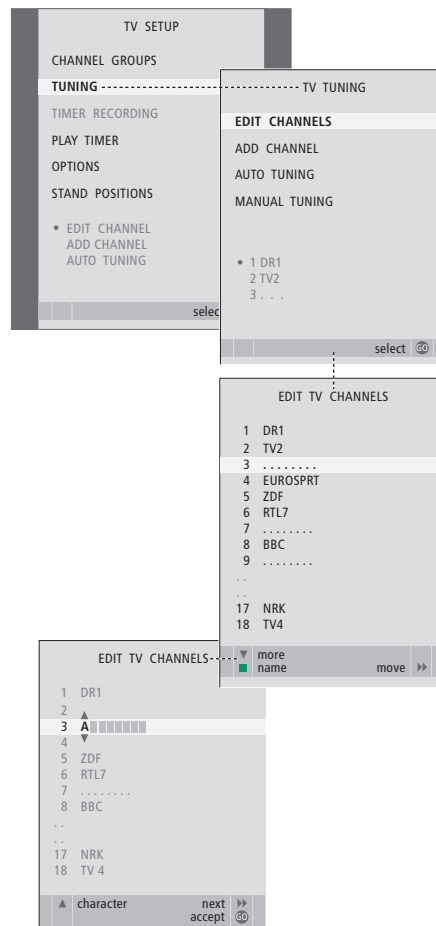 TV SETUP
CHANNEL GROUPS
TUNING
TIMER RECORDING
PLAY TIMER
OPTIONS
STAND POSITIONS
• EDIT CHANNEL
ADD CHANNEL
AUTO TUNING
TV TUNING
EDIT CHANNELS
ADD CHANNEL
AUTO TUNING
MANUAL TUNING
• 1 DR1
2 TV2
3 . . .
select GO
EDIT TV CHANNELS
1 DR1
2 TV2
3 ........
4 EUROSPRT
5 ZDF
6 RTL7
7 ........
8 BBC
9 ........
. .
. .
17 NRK
18 TV4
more
name move
EDIT TV CHANNELS
1 DR1
2
3 A
4
5 ZDF
6 RTL7
7 ........
8 BBC
. .
. .
17 NRK
18 TV 4
character next
accept GO